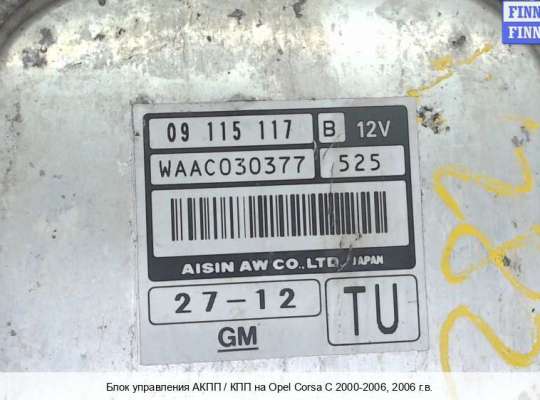 FINN
FINN
09 115 117 B 12V
WAAC030377 525
AISIN AW CO.,LTD. JAPAN
27-12 TU
GM
282
Блок управления АКПП / КПП на Opel Corsa C 2000-2006, 2006 г.в.